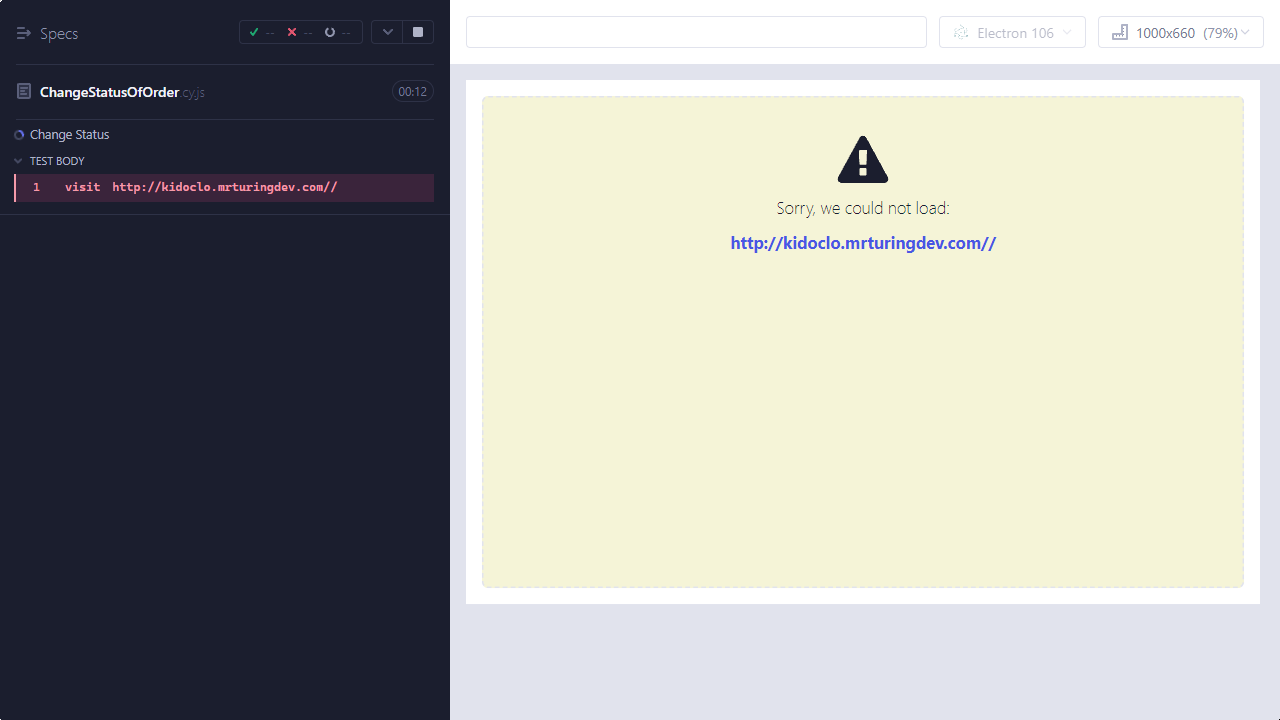 Specs
--
--
--
ChangeStatusOfOrder.cy.js
00:12
Change Status
TEST BODY
1 visit http://kidoclo.mrturingdev.com//
Electron 106
1000x660 (79%)
Sorry, we could not load:
http://kidoclo.mrturingdev.com//